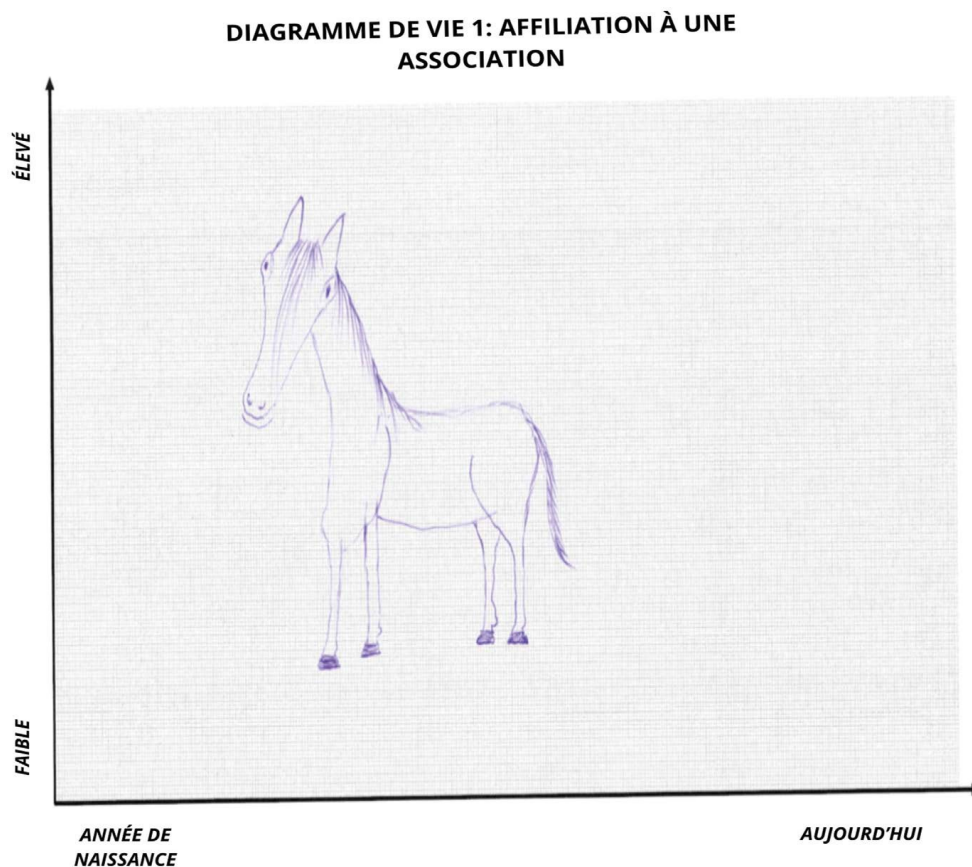 DIAGRAMME DE VIE 1: AFFILIATION À UNE
ASSOCIATION
ÉLEVÉ
FAIBLE
ANNÉE DE
NAISSANCE
AUJOURD'HUI